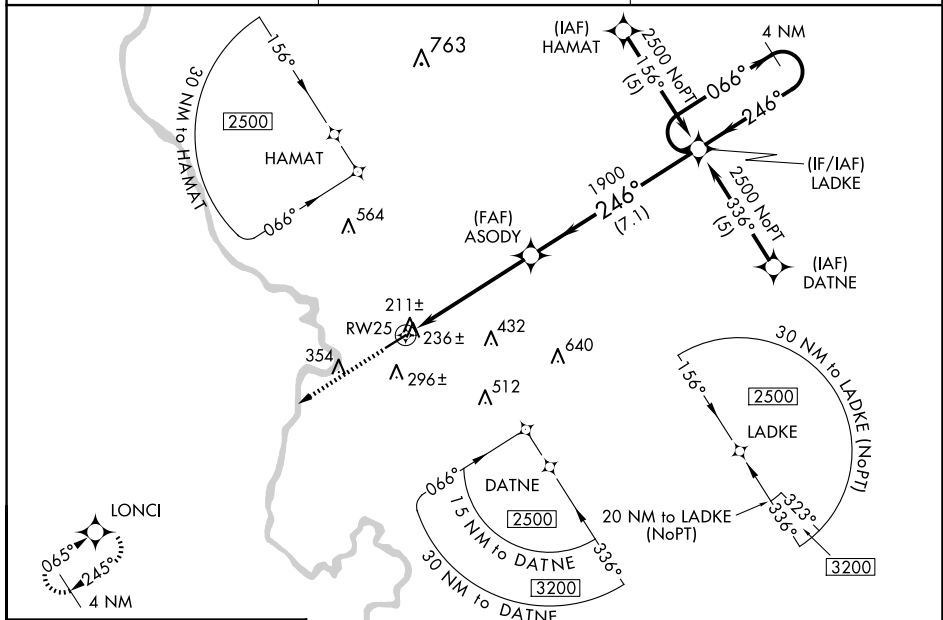 156°
30 NM to HAMAT
2500
HAMAT
066°
763
564
(IAF)
HAMAT
2500 NoPT
156°
(5)
4 NM
066°
246°
(IF/IAF)
LADKE
2500 NoPT
336°
(5)
(IAF)
DATNE
1900
246°
(7.1)
(FAF)
ASODY
211±
RW25
236±
432
640
354
296±
512
30 NM to LADKE (NoPT)
156°
2500
LADKE
20 NM to LADKE
(NoPT)
323°
336°
3200
066°
DATNE
2500
15 NM to DATNE
336°
3200
30 NM to DATNE
LONCI
065°
245°
4 NM